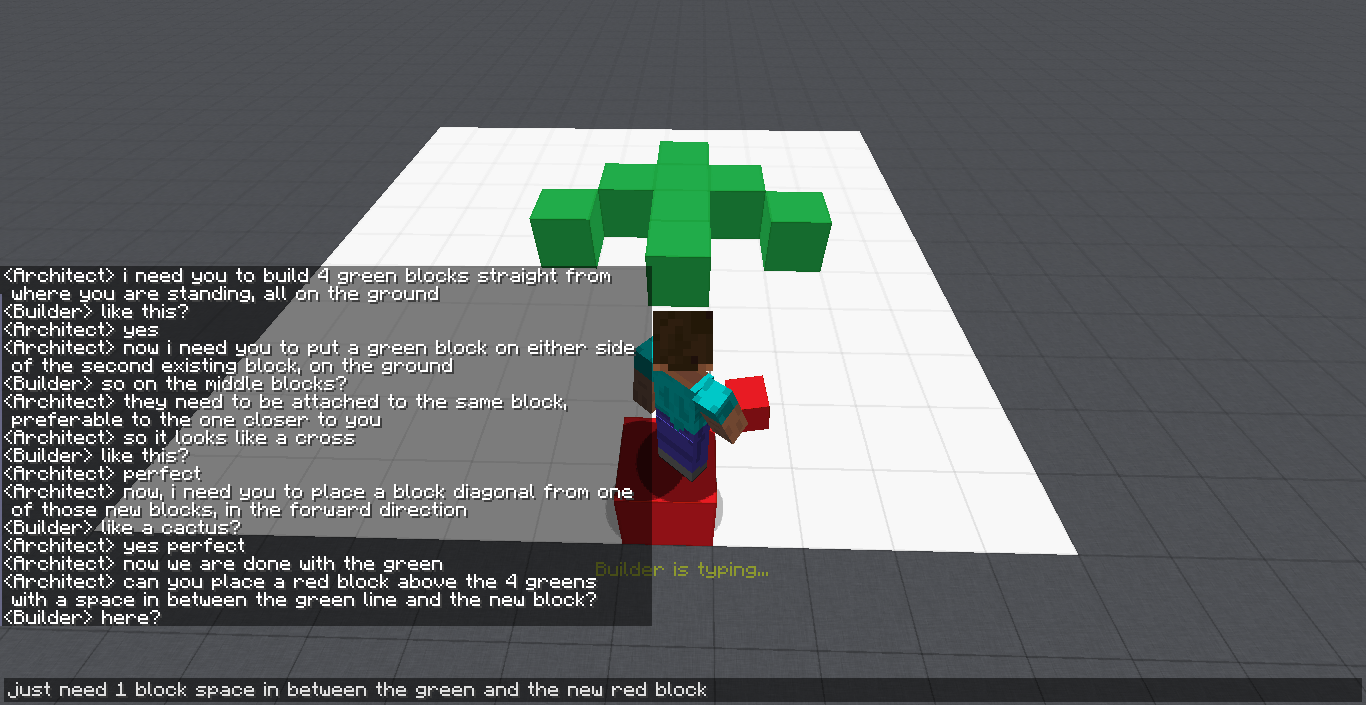 <Architect> i need you to build 4 green blocks straight from
where you are standing, all on the ground
<Builder> like this?
<Architect> yes
<Architect> now i need you to put a green block on either side
of the second existing block, on the ground
<Builder> so on the middle blocks?
<Architect> they need to be attached to the same block,
preferable to the one closer to you
<Architect> so it looks like a cross
<Builder> like this?
<Architect> perfect
<Architect> now, i need you to place a block diagonal from one
of those new blocks, in the forward direction
<Builder> like a cactus?
<Architect> yes perfect
<Architect> now we are done with the green
<Architect> can you place a red block above the 4 greens
with a space in between the green line and the new block?
<Builder> here?
Builder is typing...
just need 1 block space in between the green and the new red block